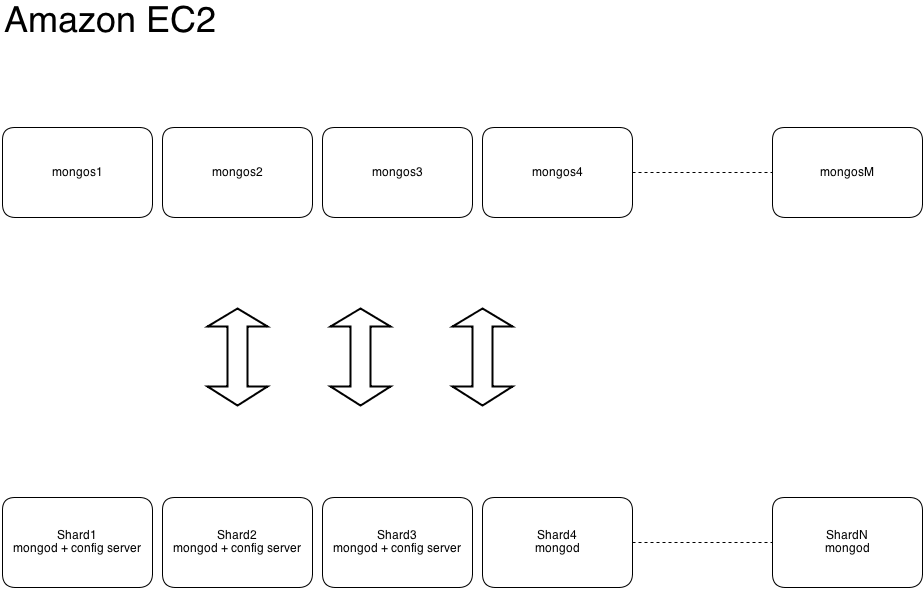 Amazon EC2
mongos1
mongos2
mongos3
mongos4
mongosM
Shard1
mongod + config server
Shard2
mongod + config server
Shard3
mongod + config server
Shard4
mongod
ShardN
mongod